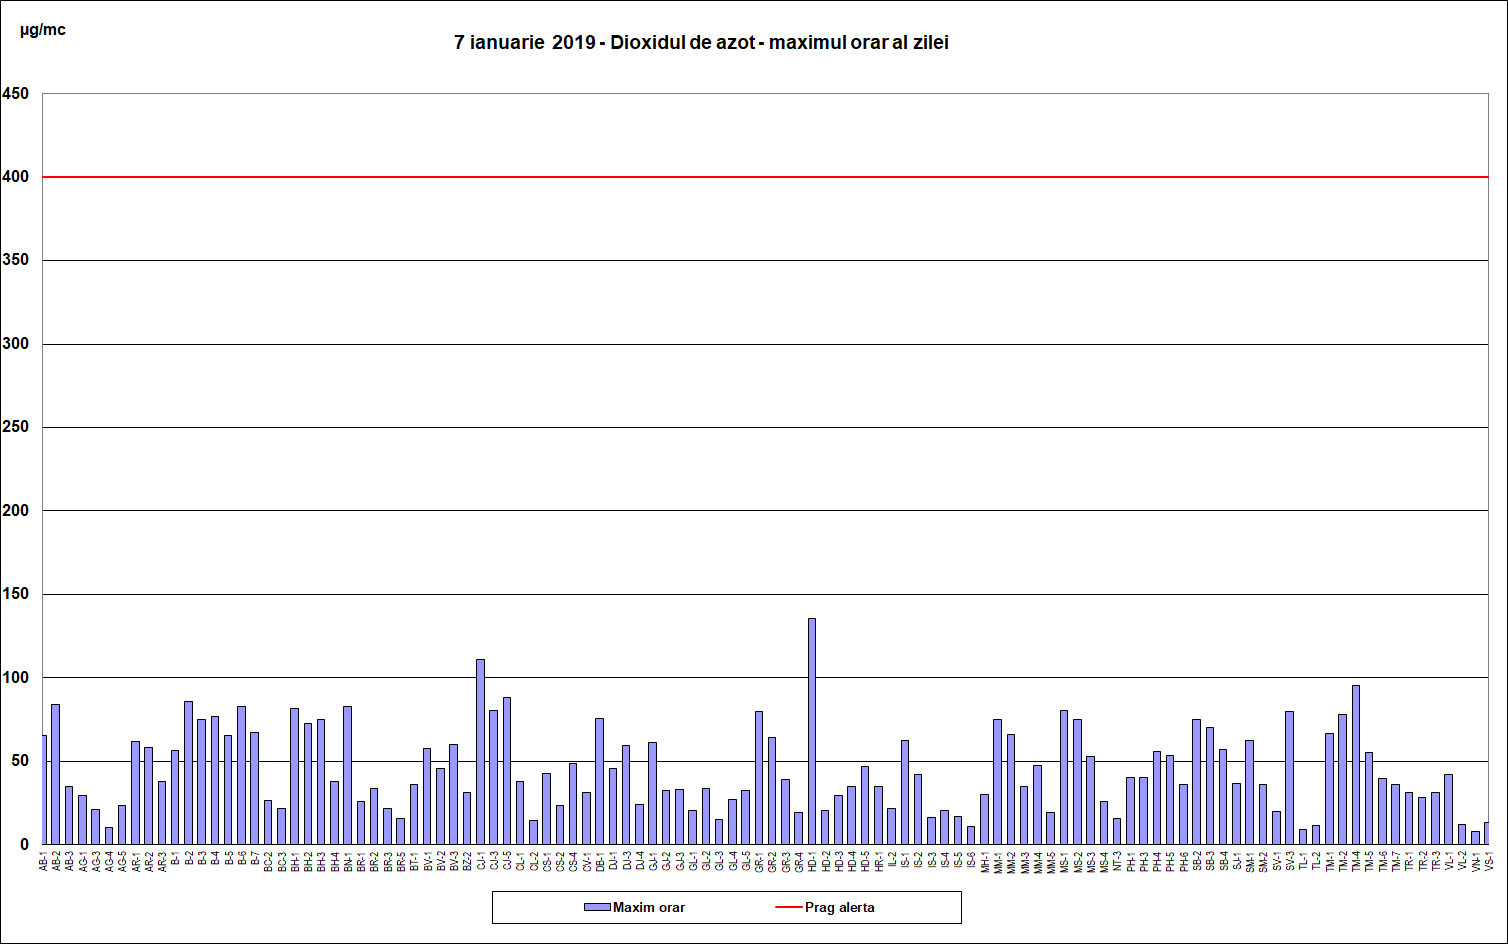 µg/mc
7 ianuarie 2019 - Dioxidul de azot - maximul orar al zilei
450
400
350
300
250
200
150
100
50
0
AB-1
AB-2
AB-3
AG-1
AG-3
AG-4
AG-5
AR-1
AR-2
AR-3
B-1
B-2
B-3
B-4
B-5
B-6
B-7
BC-2
BC-3
BH-1
BH-2
BH-3
BH-4
BN-1
BR-1
BR-2
BR-3
BR-5
BT-1
BV-1
BV-2
BV-3
BZ-2
CJ-1
CJ-3
CJ-5
CL-1
CL-2
CS-1
CS-2
CS-4
CV-1
DB-1
DJ-1
DJ-3
DJ-4
GJ-1
GJ-2
GJ-3
GL-1
GL-2
GL-3
GL-4
GL-5
GR-1
GR-2
GR-3
GR-4
HD-1
HD-2
HD-3
HD-4
HD-5
HR-1
IL-2
IS-1
IS-2
IS-3
IS-4
IS-5
IS-6
MH-1
MM-1
MM-2
MM-3
MM-4
MM-5
MS-1
MS-2
MS-3
MS-4
NT-3
PH-1
PH-3
PH-4
PH-5
PH-6
SB-2
SB-3
SB-4
SJ-1
SM-1
SM-2
SV-1
SV-3
TL-1
TL-2
TM-1
TM-2
TM-4
TM-5
TM-6
TM-7
TR-1
TR-2
TR-3
VL-1
VL-2
VN-1
VS-1
Maxim orar
Prag alerta